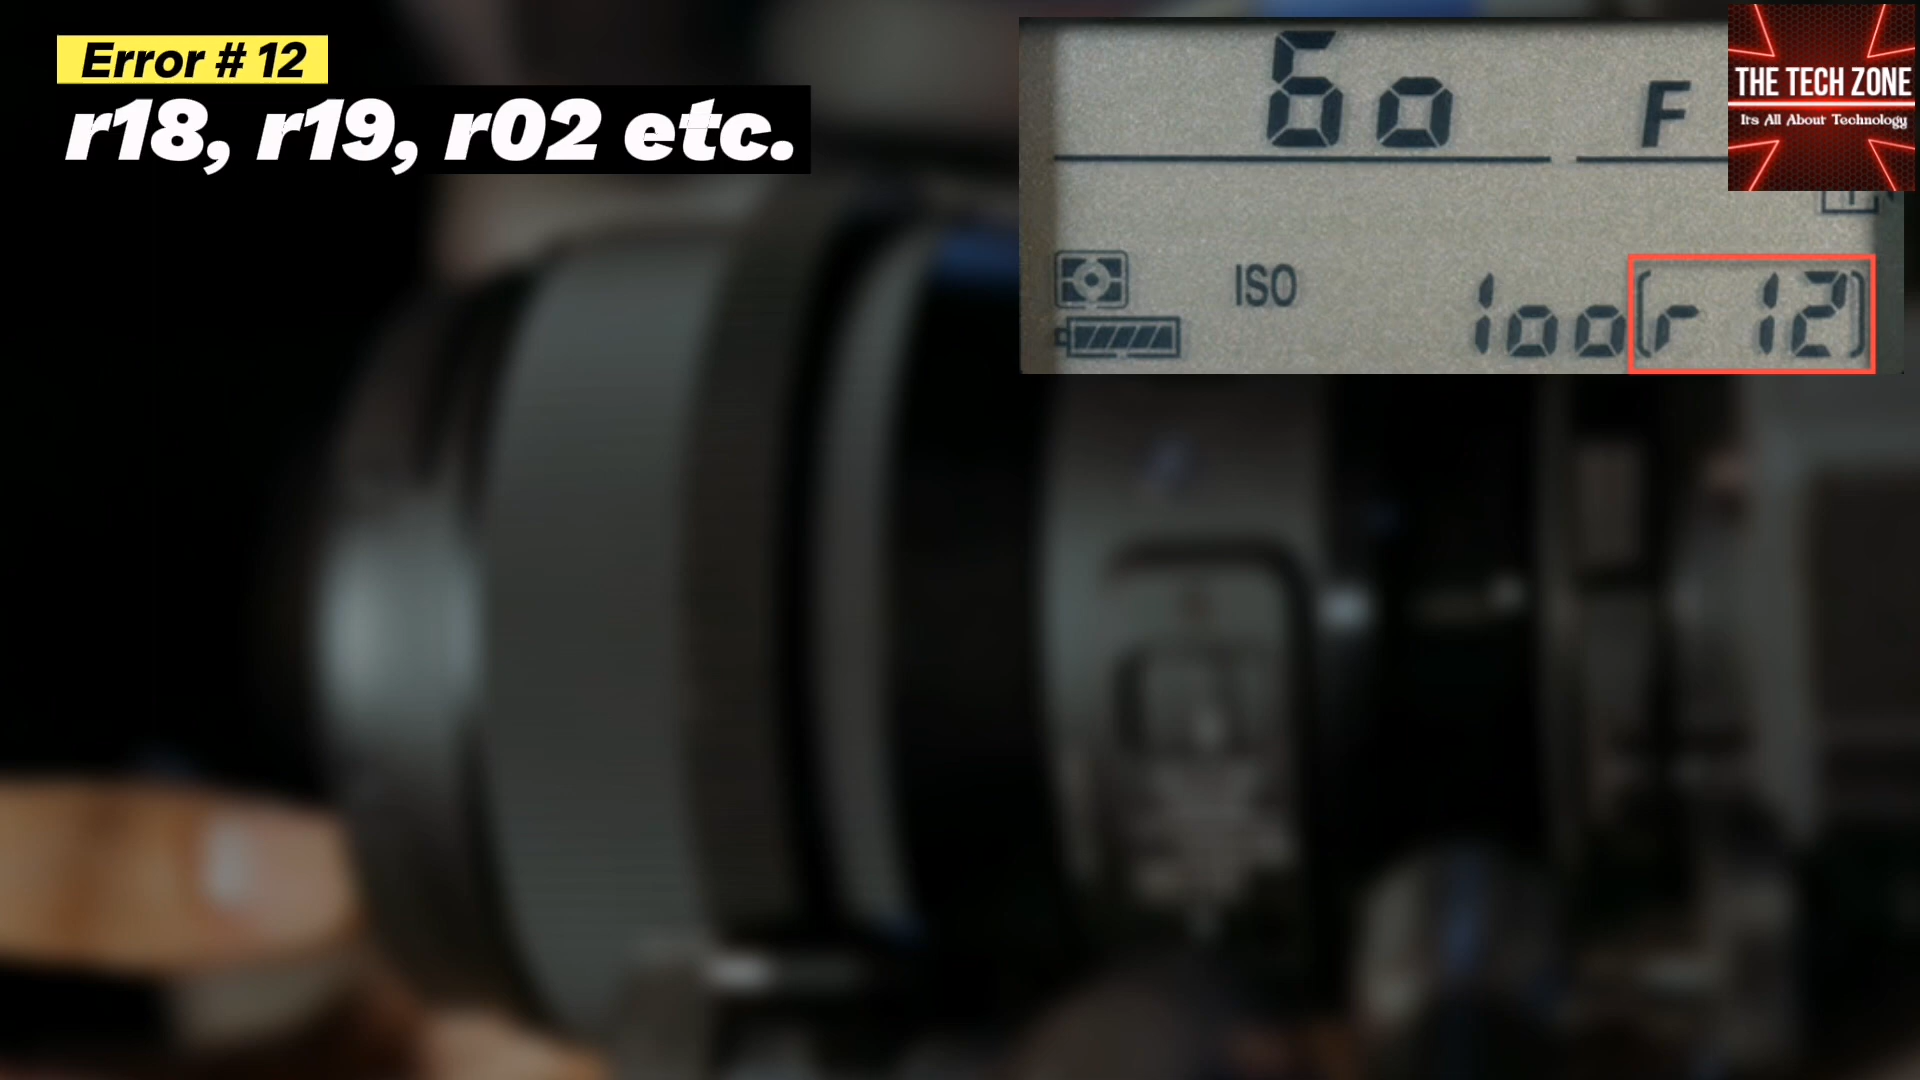 Error # 12
r18, r19, r02 etc.
60 F
ISO 100 [r 12]
THE TECH ZONE
Its All About Technology